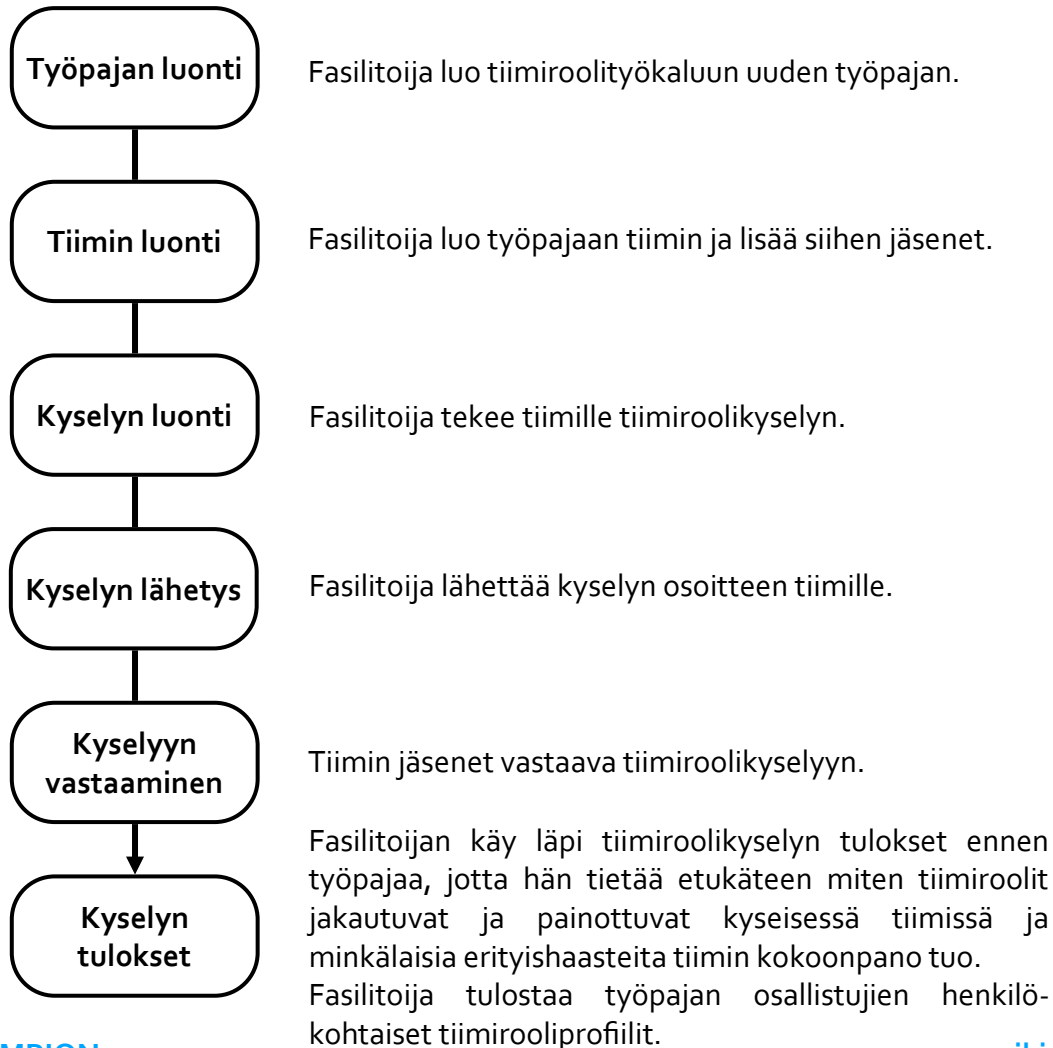 Työpajan luonti
Fasilitoija luo tiimiroolityökaluun uuden työpajan.
Tiimin luonti
Fasilitoija luo työpajaan tiimin ja lisää siihen jäsenet.
Kyselyn luonti
Fasilitoija tekee tiimille tiimiroolikyselyn.
Kyselyn lähetys
Fasilitoija lähettää kyselyn osoitteen tiimille.
Kyselyyn
vastaaminen
Tiimin jäsenet vastaava tiimiroolikyselyyn.
Kyselyn
tulokset
Fasilitoijan käy läpi tiimiroolikyselyn tulokset ennen
työpajaa, jotta hän tietää etukäteen miten tiimiroolit
jakautuvat ja painottuvat kyseisessä tiimissä ja
minkälaisia erityishaasteita tiimin kokoonpano tuo.
Fasilitoija tulostaa työpajan osallistujien henkilö-
kohtaiset tiimirooliprofiilit.